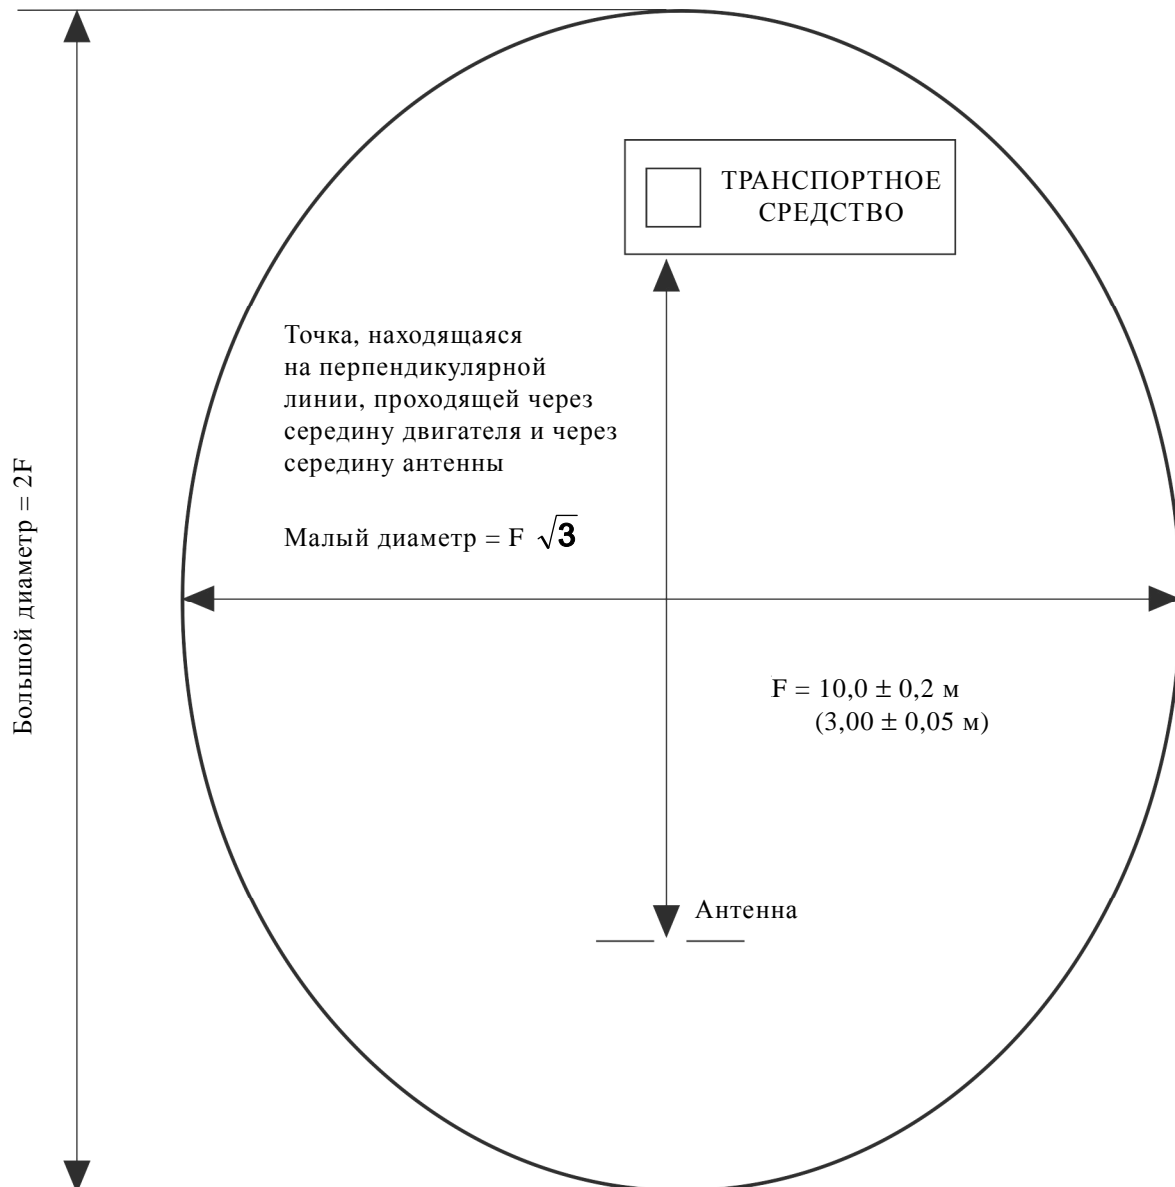 ТРАНСПОРТНОЕ
СРЕДСТВО
Точка, находящаяся
на перпендикулярной
линии, проходящей через
середину двигателя и через
середину антенны
Малый диаметр = F √3
Большой диаметр = 2F
F = 10,0 ± 0,2 м
(3,00 ± 0,05 м)
Антенна